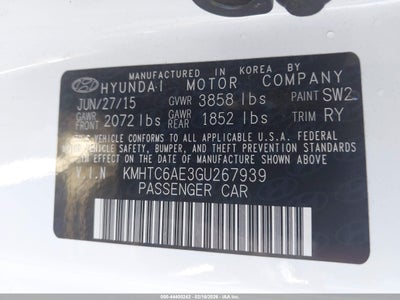 MANUFACTURED IN KOREA BY
HYUNDAI MOTOR COMPANY
JUN/27/15 GVWR 3858 lbs PAINT SW2
GAWR FRONT 2072 lbs GAWR REAR 1852 lbs TRIM RY
THIS VEHICLE CONFORMS TO ALL APPLICABLE U.S.A. FEDERAL
MOTOR VEHICLE SAFETY, BUMPER, AND THEFT PREVENTION
STANDARDS IN EFFECT ON THE DATE OF MANUFACTURE SHOWN ABOVE.
V.I.N KMHTC6AE3GU267939
PASSENGER CAR